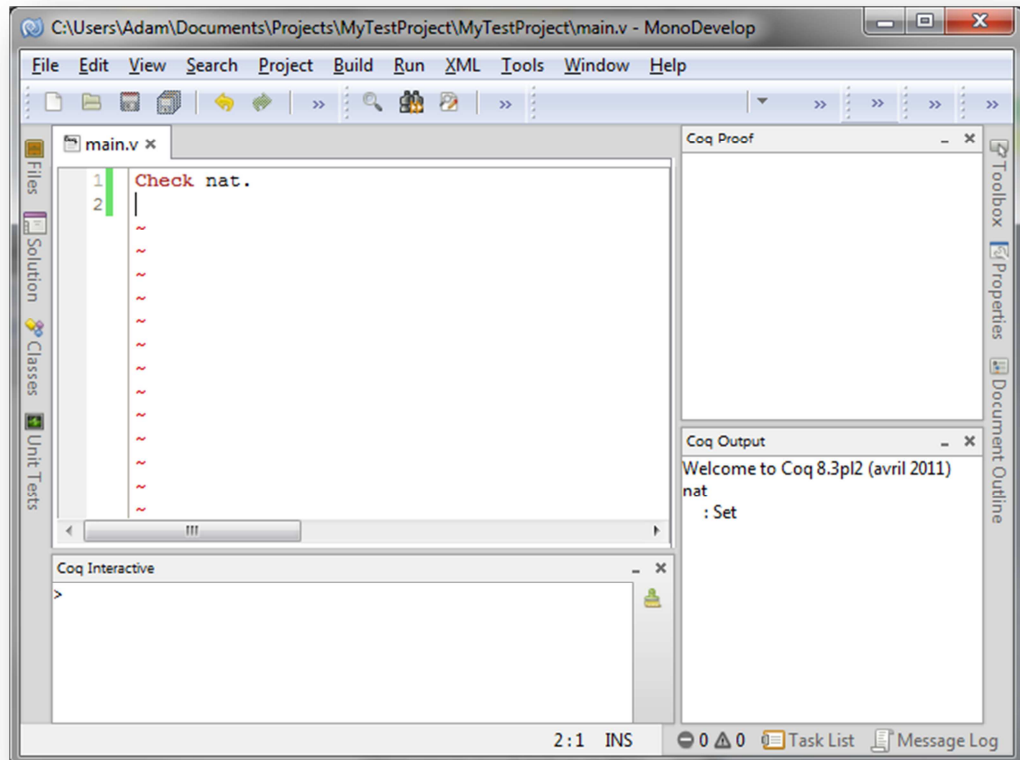 C:\Users\Adam\Documents\Projects\MyTestProject\MyTestProject\main.v - MonoDevelop
File Edit View Search Project Build Run XML Tools Window Help
main.v ×
1 Check nat.
2
~
~
~
~
~
~
~
~
~
~
~
~
~
Files
Solution
Classes
Unit Tests
Coq Proof
Coq Output
Welcome to Coq 8.3pl2 (avril 2011)
nat
: Set
Toolbox
Properties
Document Outline
Coq Interactive
>
2:1 INS
0 0 Task List Message Log